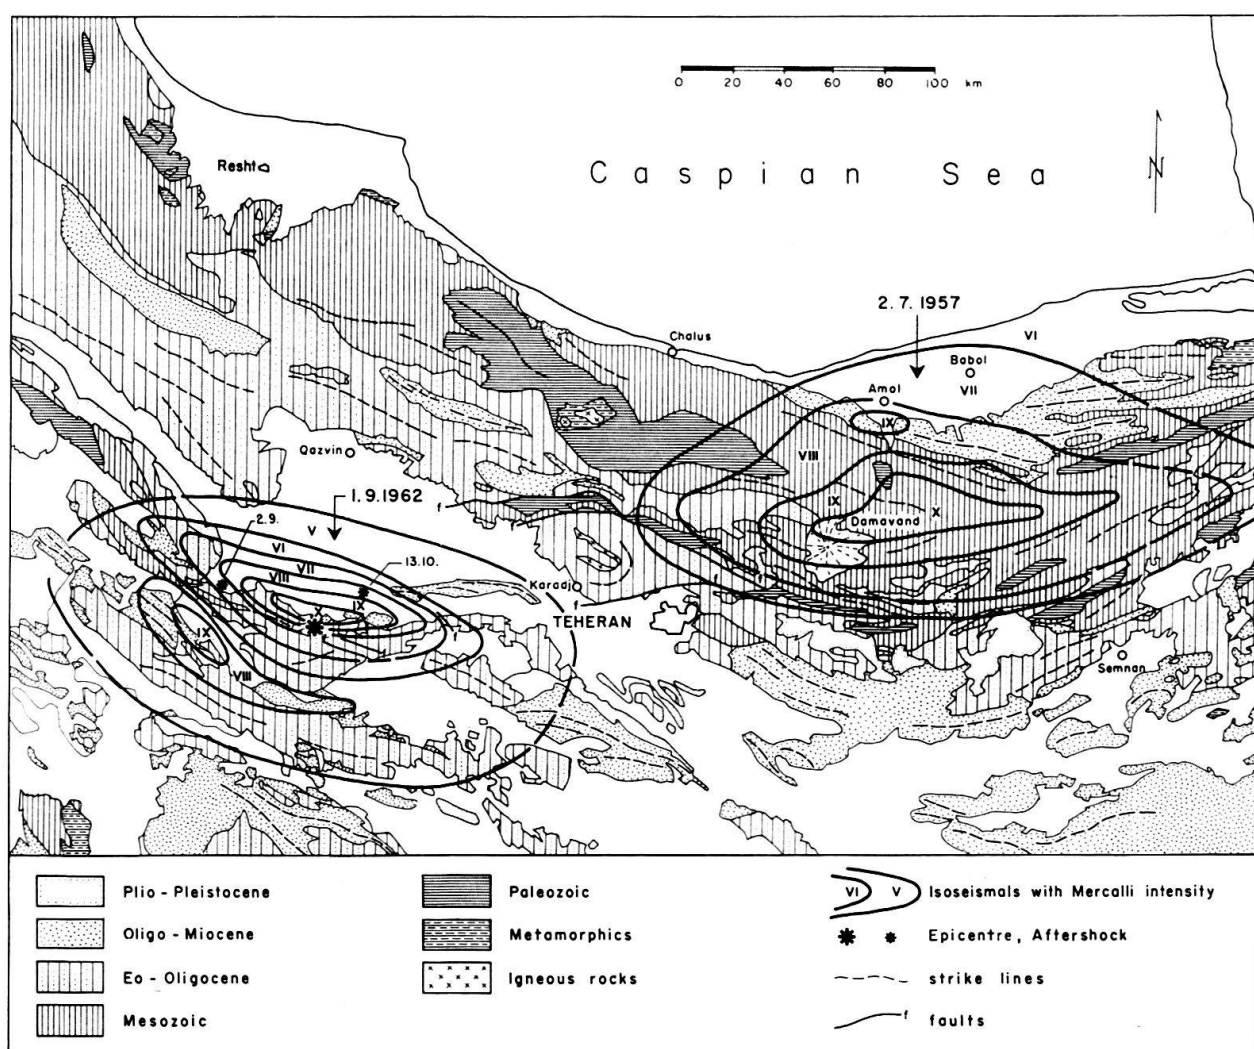 0 20 40 60 80 100 km
Resht
Caspian Sea
N
2.7.1957
VI
Chalus
Babol
VII
Amol
IX
Qazvin
VIII
1.9.1962
IX
X
f
f
Damavand
2.9.
V
VI
VII
13.10.
VIII
Karadj
f
f
f
X
IX
f
f
TEHERAN
IX
VIII
Semnan
Plio-Pleistocene
Oligo-Miocene
Eo-Oligocene
Mesozoic
Paleozoic
Metamorphics
Igneous rocks
VI V Isoseismals with Mercalli intensity
Epicentre, Aftershock
strike lines
f faults